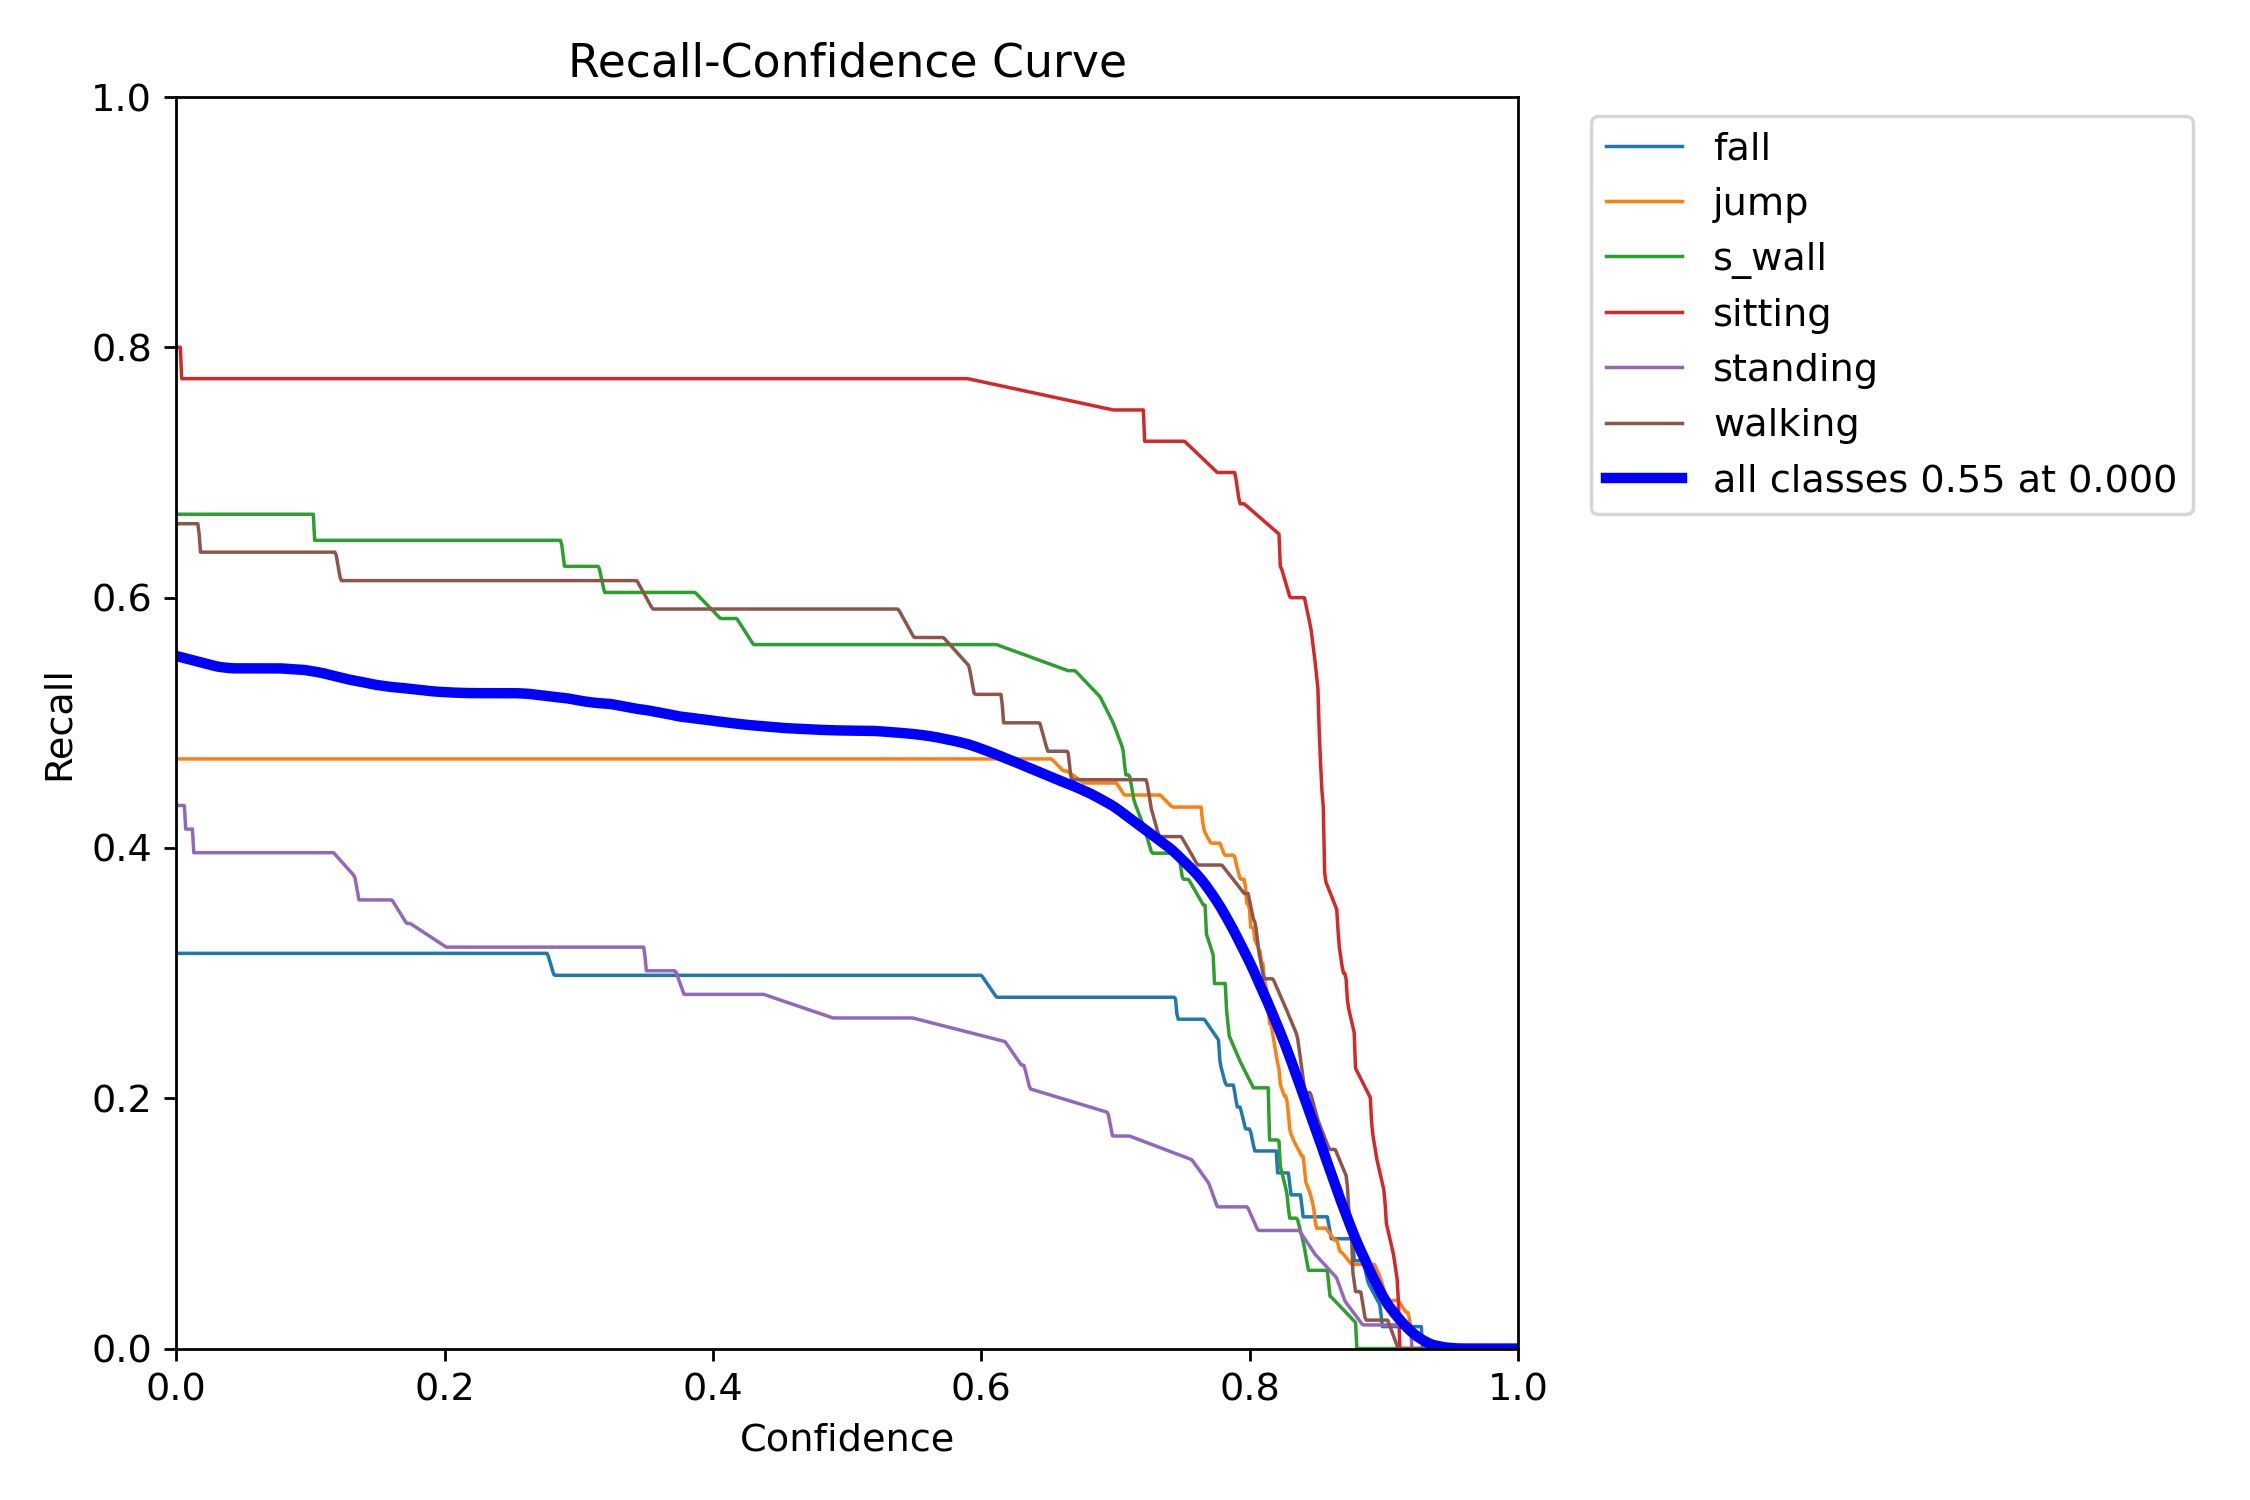 Recall-Confidence Curve
1.0
0.8
0.6
0.4
0.2
0.0
Recall
0.0 0.2 0.4 0.6 0.8 1.0
Confidence
fall
jump
s_wall
sitting
standing
walking
all classes 0.55 at 0.000